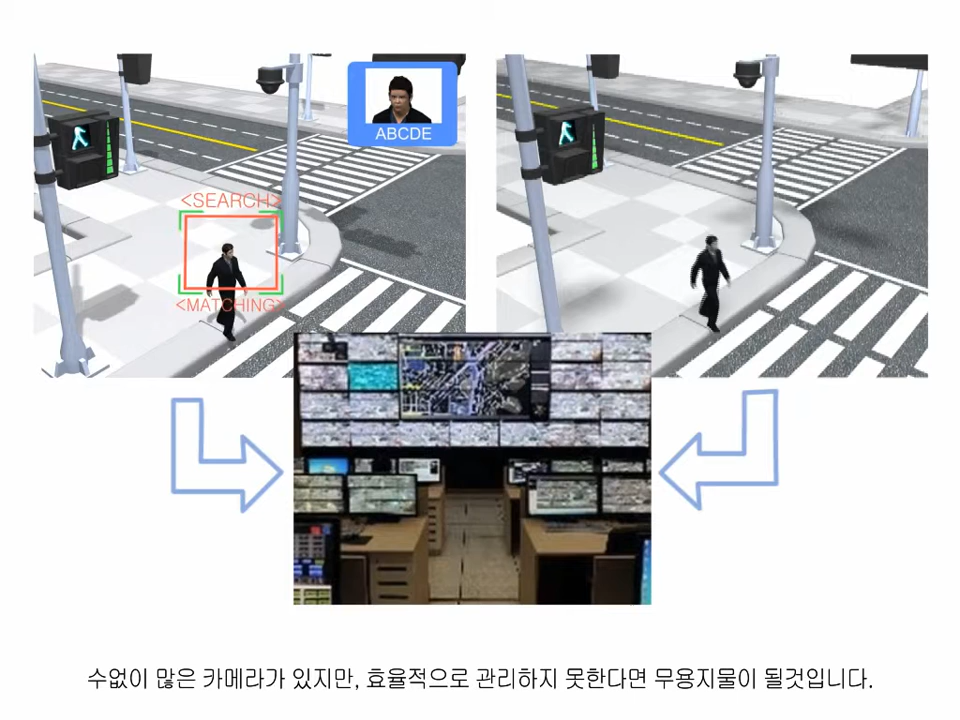 ABCDE
<SEARCH>
<MATCHING>
수없이 많은 카메라가 있지만, 효율적으로 관리하지 못한다면 무용지물이 될것입니다.